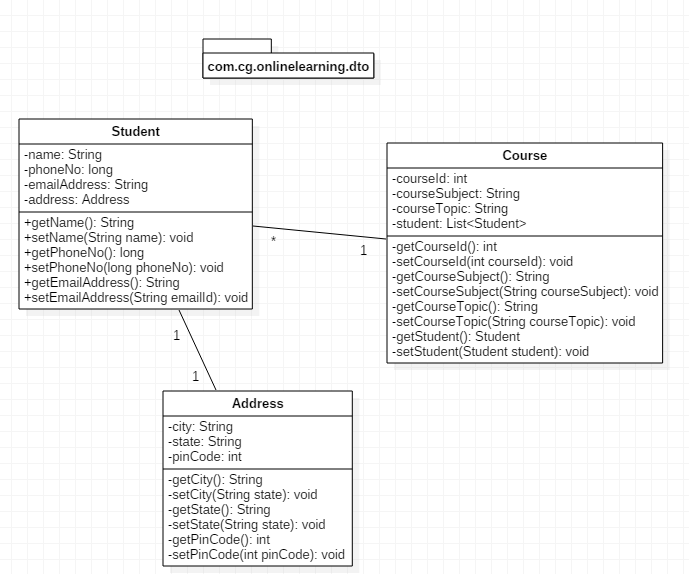 com.cg.onlinelearning.dto
Student
-name: String
-phoneNo: long
-emailAddress: String
-address: Address
+getName(): String
+setName(String name): void
+getPhoneNo(): long
+setPhoneNo(long phoneNo): void
+getEmailAddress(): String
+setEmailAddress(String emailId): void
*
1
Course
-courseId: int
-courseSubject: String
-courseTopic: String
-student: List<Student>
-getCourseId(): int
-setCourseId(int courseId): void
-getCourseSubject(): String
-setCourseSubject(String courseSubject): void
-getCourseTopic(): String
-setCourseTopic(String courseTopic): void
-getStudent(): Student
-setStudent(Student student): void
1
1
Address
-city: String
-state: String
-pinCode: int
-getCity(): String
-setCity(String state): void
-getState(): String
-setState(String state): void
-getPinCode(): int
-setPinCode(int pinCode): void